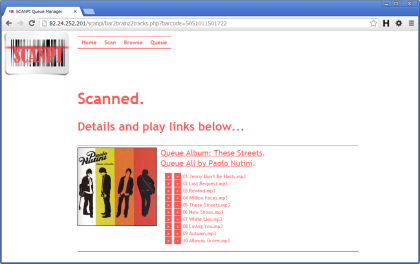 SCANPI: Queue Manager
82.24.252.201/scanpi/bar2brainz2tracks.php?barcode=5051011501722
SCANPI
Home Scan Browse Queue
Scanned.
Details and play links below...
Paolo Nutini
Queue Album: These Streets.
Queue All by Paolo Nutini.
01 Jenny Don't Be Hasty.mp3
02 Last Request.mp3
03 Rewind.mp3
04 Million Faces.mp3
05 These Streets.mp3
06 New Shoes.mp3
07 White Lies.mp3
08 Loving You.mp3
09 Autumn.mp3
10 Alloway Grove.mp3